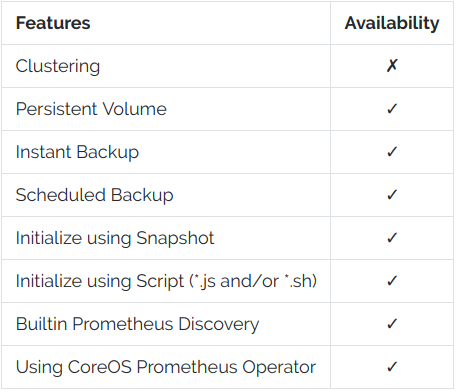 Features Availability
Clustering ✗
Persistent Volume ✓
Instant Backup ✓
Scheduled Backup ✓
Initialize using Snapshot ✓
Initialize using Script (*.js and/or *.sh) ✓
Builtin Prometheus Discovery ✓
Using CoreOS Prometheus Operator ✓